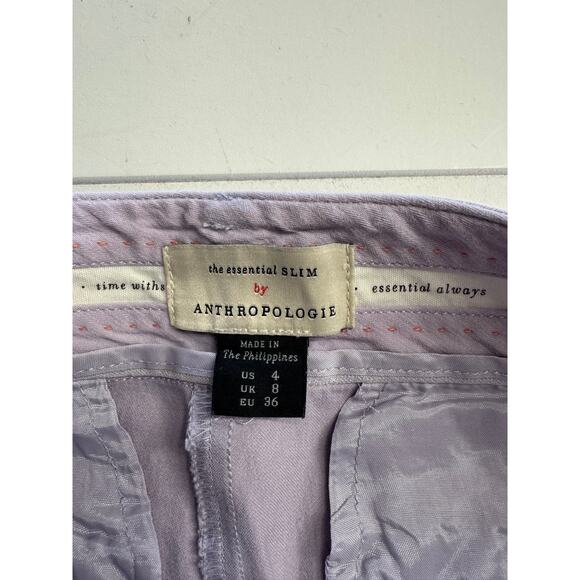 the essential SLIM
by
ANTHROPOLOGIE
· time withs
· essential always
MADE IN
The Philippines
US 4
UK 8
EU 36